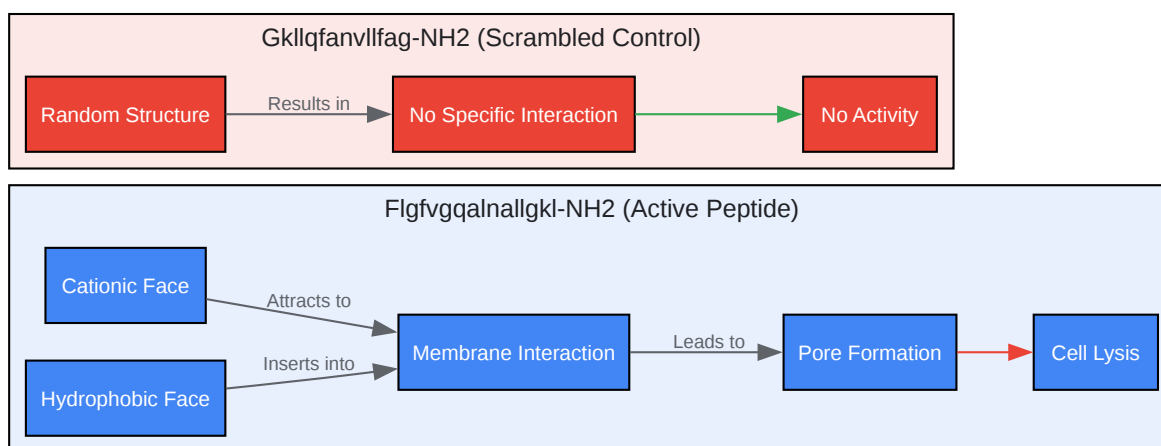 Gkllqfanvllfag-NH2 (Scrambled Control)
Random Structure
Results in
No Specific Interaction
No Activity
Flgfvgqalnallgkl-NH2 (Active Peptide)
Cationic Face
Attracts to
Hydrophobic Face
Inserts into
Membrane Interaction
Leads to
Pore Formation
Cell Lysis